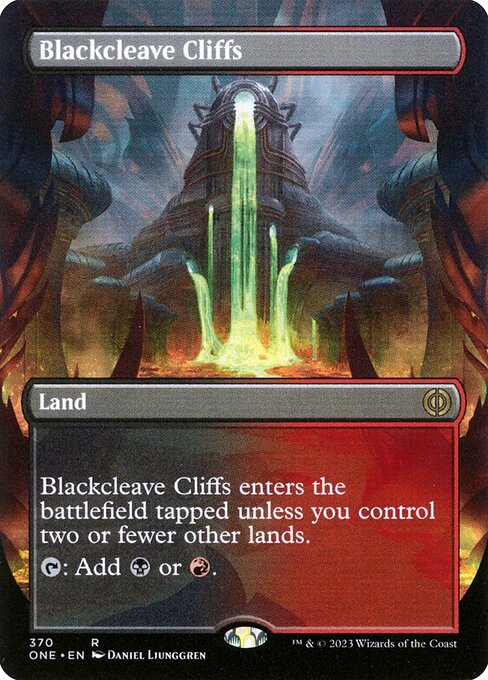 Blackcleave Cliffs
Land
Blackcleave Cliffs enters the
battlefield tapped unless you control
two or fewer other lands.
: Add or .
370 R
ONE • EN Daniel Ljunggren
™ & © 2023 Wizards of the Coast